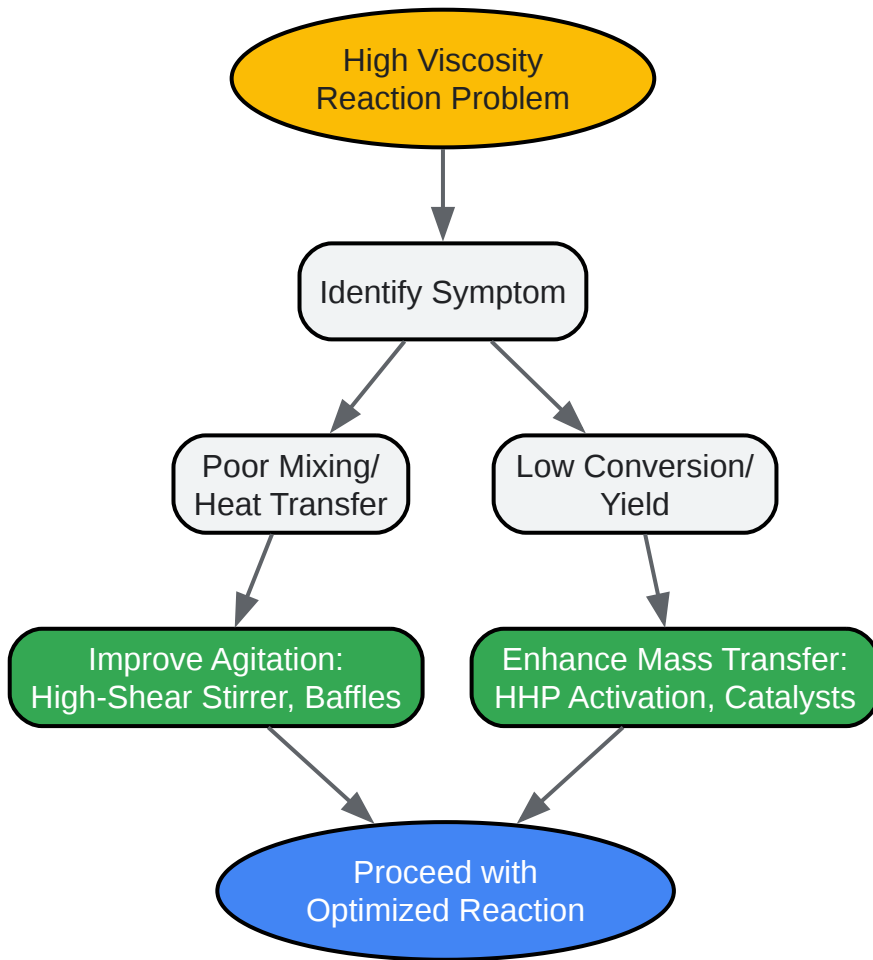 High Viscosity
Reaction Problem
Identify Symptom
Poor Mixing/
Heat Transfer
Low Conversion/
Yield
Improve Agitation:
High-Shear Stirrer, Baffles
Enhance Mass Transfer:
HHP Activation, Catalysts
Proceed with
Optimized Reaction